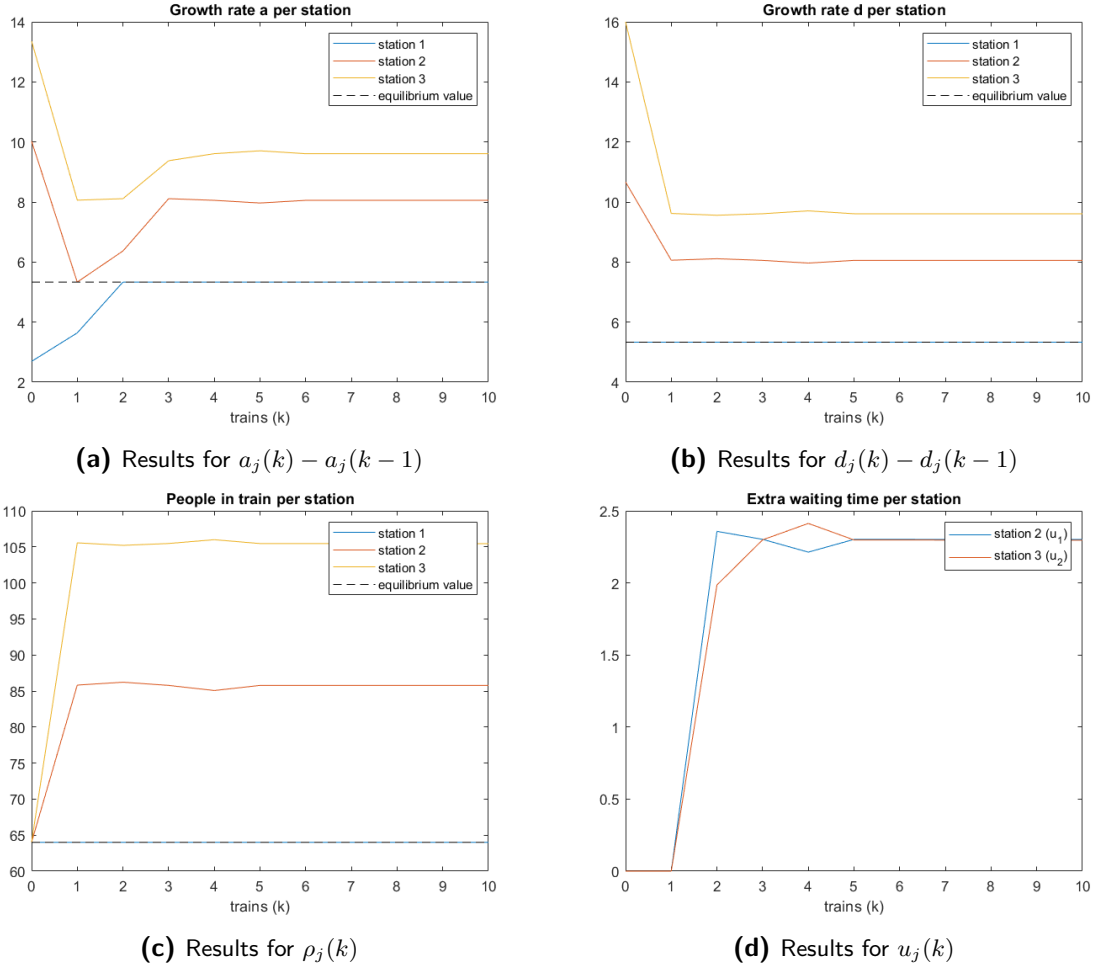 Growth rate a per station
14
12
10
8
6
4
2
0 1 2 3 4 5 6 7 8 9 10
trains (k)
station 1
station 2
station 3
equilibrium value
(a) Results for a_j(k) − a_j(k − 1)
Growth rate d per station
16
14
12
10
8
6
4
0 1 2 3 4 5 6 7 8 9 10
trains (k)
station 1
station 2
station 3
equilibrium value
(b) Results for d_j(k) − d_j(k − 1)
People in train per station
110
105
100
95
90
85
80
75
70
65
60
0 1 2 3 4 5 6 7 8 9 10
trains (k)
station 1
station 2
station 3
equilibrium value
(c) Results for ρ_j(k)
Extra waiting time per station
2.5
2
1.5
1
0.5
0
0 1 2 3 4 5 6 7 8 9 10
trains (k)
station 2 (u_1)
station 3 (u_2)
(d) Results for u_j(k)